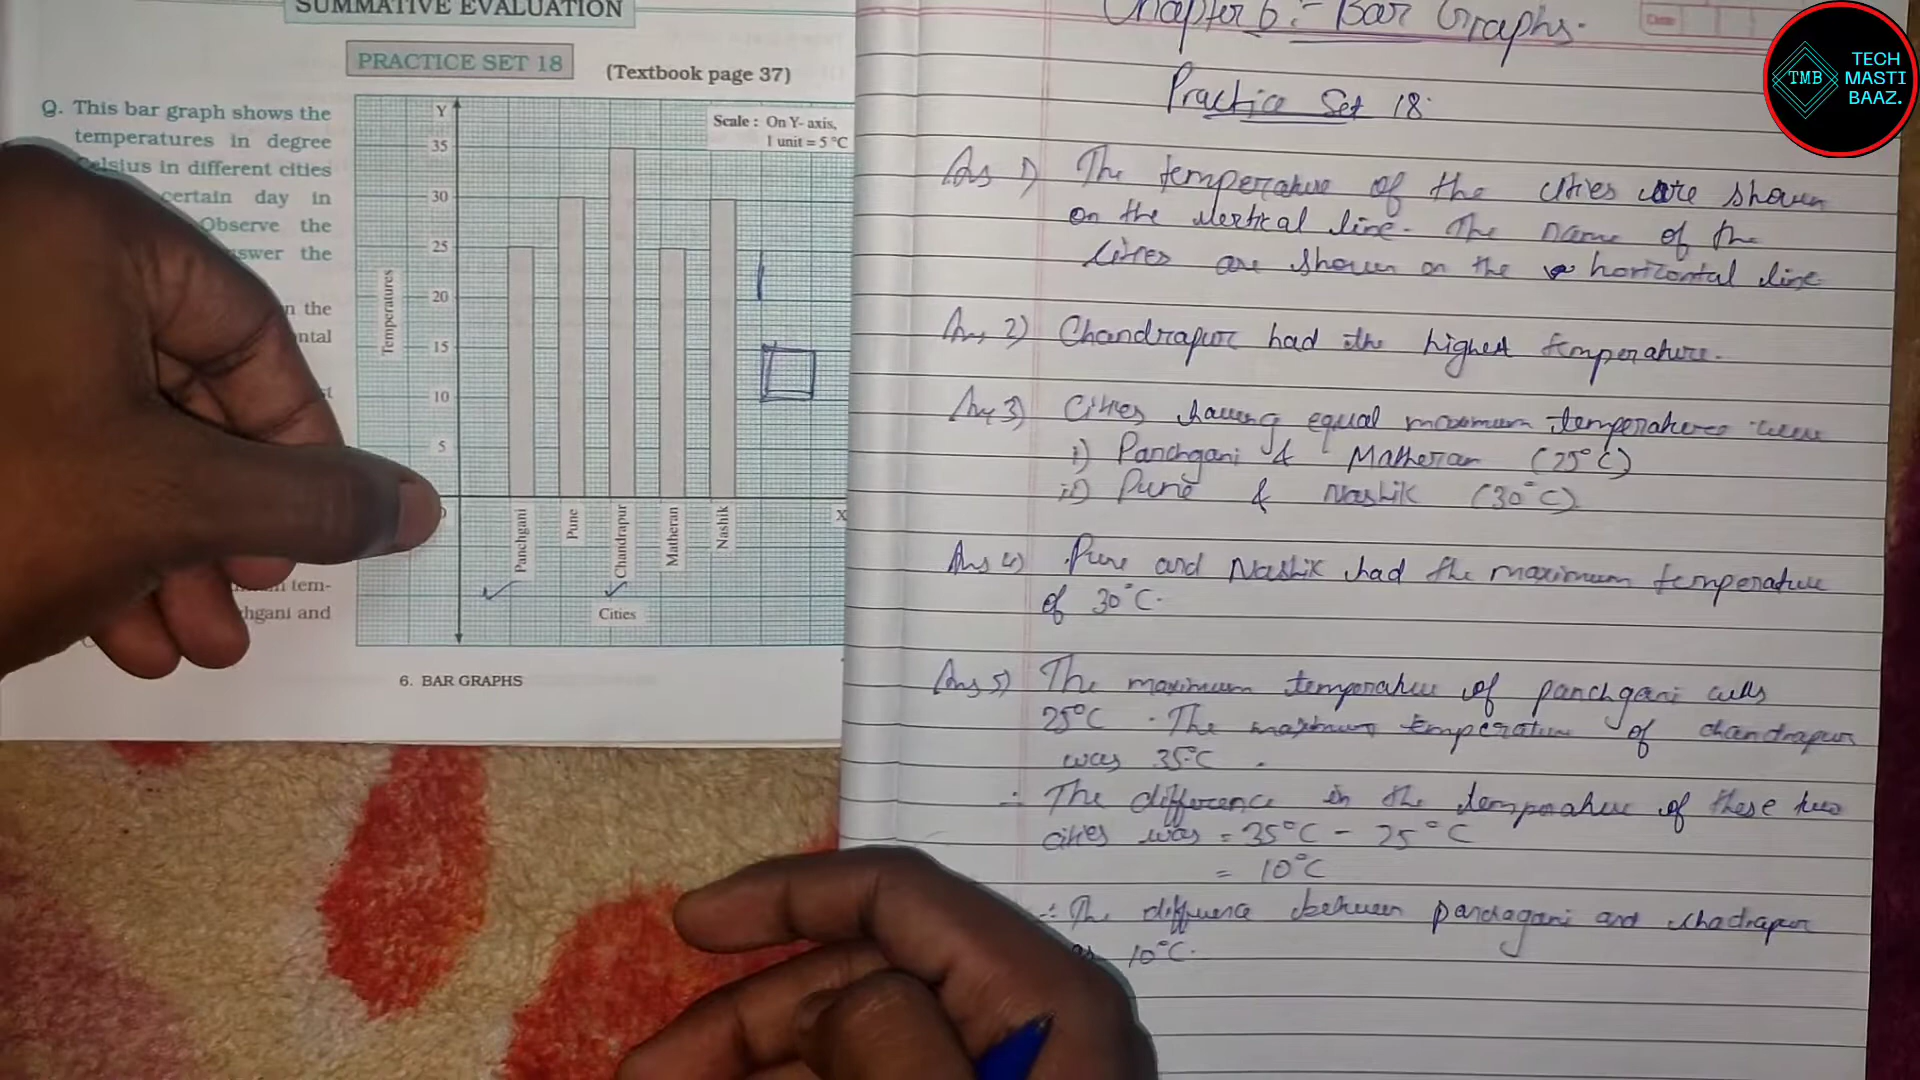 SUMMATIVE EVALUATION
PRACTICE SET 18
(Textbook page 37)
Q. This bar graph shows the
temperatures in degree
Celsius in different cities
certain day in
Observe the
swer the
n the
ntal
tem-
hgani and
Y
Scale : On Y- axis,
1 unit = 5 °C
35
30
25
20
15
10
5
Temperatures
X
Panchgani
Pune
Chandrapur
Matheran
Nashik
Cities
6. BAR GRAPHS
Chapter 6 :- Bar Graphs.
Date:
Practice Set 18
Ans 1) The temperature of the cities are shown
on the vertical line. The name of the
cities are shown on the horizontal line
Ans 2) Chandrapur had the highest temperature.
Ans 3) Cities having equal maximum temperatures were
i) Panchgani & Matheran (25°C)
ii) Pune & Nashik (30°C)
Ans 4) Pune and Nashik had the maximum temperature
of 30°C.
Ans 5) The maximum temperature of panchgani was
25°C . The maximum temperature of chandrapur
was 35°C .
∴ The difference in the temperature of these two
cities was = 35°C - 25°C
= 10°C
∴ The difference between panchgani and chadrapur
10°C.
TMB
TECH
MASTI
BAAZ.